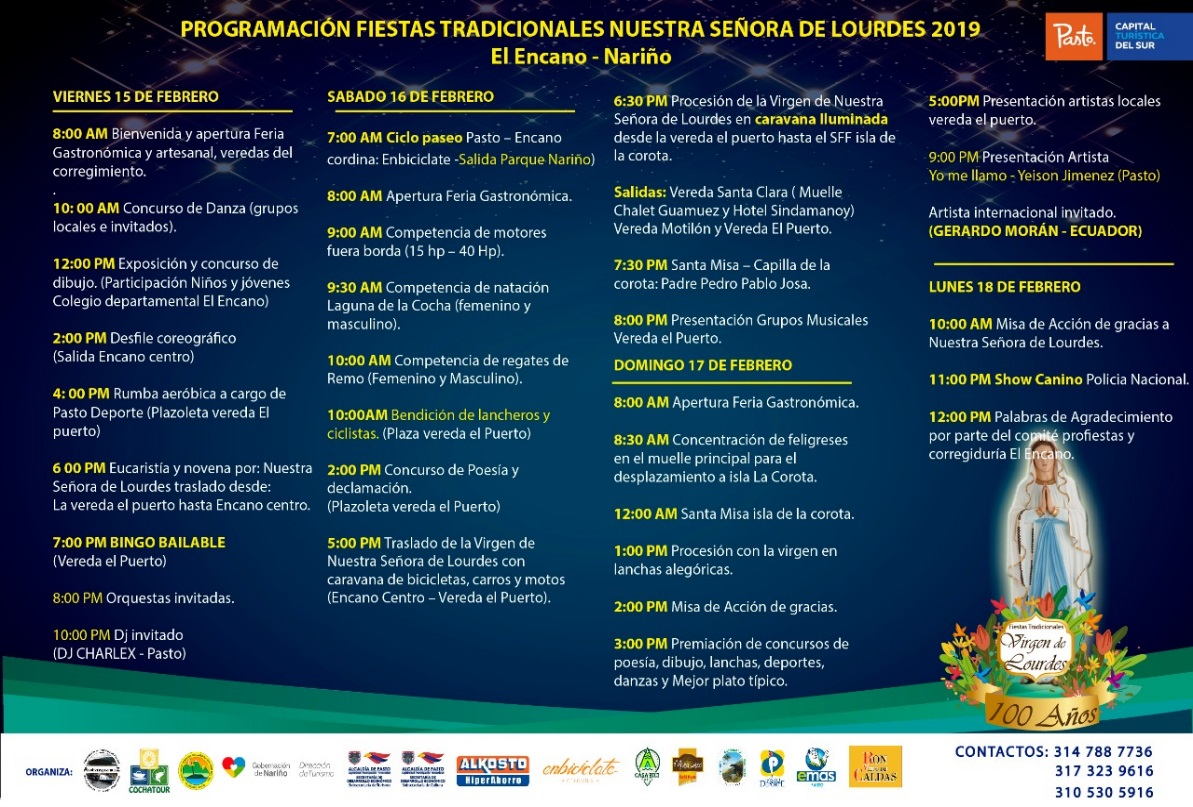 PROGRAMACIÓN FIESTAS TRADICIONALES NUESTRA SEÑORA DE LOURDES 2019
El Encano - Nariño
Pasto.
CAPITAL
TURÍSTICA
DEL SUR
VIERNES 15 DE FEBRERO
8:00 AM Bienvenida y apertura Feria
Gastronómica y artesanal, veredas del
corregimiento.
.
10: 00 AM Concurso de Danza (grupos
locales e invitados).
12:00 PM Exposición y concurso de
dibujo. (Participación Niños y jóvenes
Colegio departamental El Encano)
2:00 PM Desfile coreográfico
(Salida Encano centro)
4: 00 PM Rumba aeróbica a cargo de
Pasto Deporte (Plazoleta vereda El
puerto)
6 00 PM Eucaristía y novena por: Nuestra
Señora de Lourdes traslado desde:
La vereda el puerto hasta Encano centro.
7:00 PM BINGO BAILABLE
(Vereda el Puerto)
8:00 PM Orquestas invitadas.
10:00 PM Dj invitado
(DJ CHARLEX - Pasto)
SABADO 16 DE FEBRERO
7:00 AM Ciclo paseo Pasto – Encano
cordina: Enbiciclate -Salida Parque Nariño)
8:00 AM Apertura Feria Gastronómica.
9:00 AM Competencia de motores
fuera borda (15 hp – 40 Hp).
9:30 AM Competencia de natación
Laguna de la Cocha (femenino y
masculino).
10:00 AM Competencia de regates de
Remo (Femenino y Masculino).
10:00AM Bendición de lancheros y
ciclistas. (Plaza vereda el Puerto)
2:00 PM Concurso de Poesía y
declamación.
(Plazoleta vereda el Puerto)
5:00 PM Traslado de la Virgen de
Nuestra Señora de Lourdes con
caravana de bicicletas, carros y motos
(Encano Centro – Vereda el Puerto).
6:30 PM Procesión de la Virgen de Nuestra
Señora de Lourdes en caravana Iluminada
desde la vereda el puerto hasta el SFF isla de
la corota.
Salidas: Vereda Santa Clara ( Muelle
Chalet Guamuez y Hotel Sindamanoy)
Vereda Motilón y Vereda El Puerto.
7:30 PM Santa Misa – Capilla de la
corota: Padre Pedro Pablo Josa.
8:00 PM Presentación Grupos Musicales
Vereda el Puerto.
DOMINGO 17 DE FEBRERO
8:00 AM Apertura Feria Gastronómica.
8:30 AM Concentración de feligreses
en el muelle principal para el
desplazamiento a isla La Corota.
12:00 AM Santa Misa isla de la corota.
1:00 PM Procesión con la virgen en
lanchas alegóricas.
2:00 PM Misa de Acción de gracias.
3:00 PM Premiación de concursos de
poesía, dibujo, lanchas, deportes,
danzas y Mejor plato típico.
5:00PM Presentación artistas locales
vereda el puerto.
9:00 PM Presentación Artista
Yo me llamo - Yeison Jimenez (Pasto)
Artista internacional invitado.
(GERARDO MORÁN - ECUADOR)
LUNES 18 DE FEBRERO
10:00 AM Misa de Acción de gracias a
Nuestra Señora de Lourdes.
11:00 PM Show Canino Policia Nacional.
12:00 PM Palabras de Agradecimiento
por parte del comité profiestas y
corregiduría El Encano.
Fiestas Tradicionales
Virgen de
Lourdes
100 Años
ORGANIZA:
COCHATOUR
Gobernación
de Nariño
Dirección
de Turismo
ALCALDÍA DE PASTO
ALCALDÍA DE PASTO
ALKOSTO
HiperAhorro
enbiciclate
CASA BICI
emas
RON
CALDAS
CONTACTOS: 314 788 7736
317 323 9616
310 530 5916